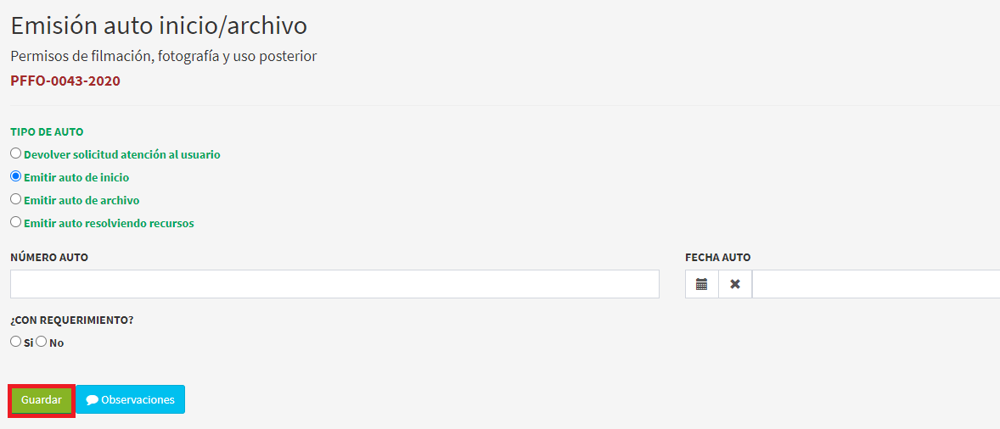 Emisión auto inicio/archivo
Permisos de filmación, fotografía y uso posterior
PFFO-0043-2020
TIPO DE AUTO
Devolver solicitud atención al usuario
Emitir auto de inicio
Emitir auto de archivo
Emitir auto resolviendo recursos
NÚMERO AUTO
FECHA AUTO
¿CON REQUERIMIENTO?
Si No
Guardar Observaciones